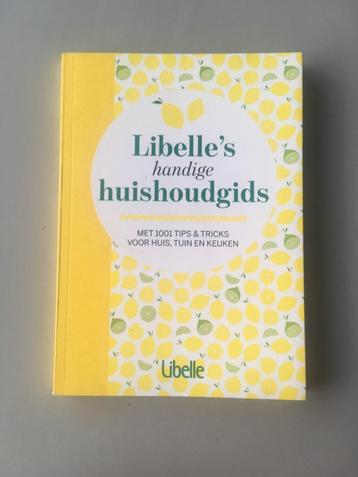 Libelle's
handige
huishoudgids
MET 1001 TIPS & TRICKS
VOOR HUIS, TUIN EN KEUKEN
Libelle